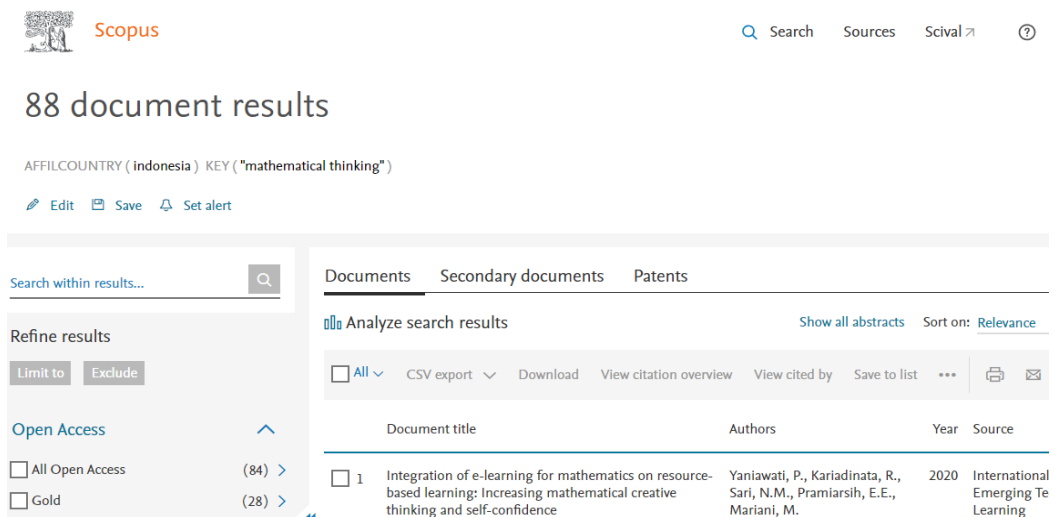 Scopus
Search Sources Scival
88 document results
AFFILCOUNTRY ( indonesia ) KEY ( "mathematical thinking" )
Edit Save Set alert
Search within results...
Refine results
Limit to Exclude
Open Access
All Open Access (84)
Gold (28)
Documents Secondary documents Patents
Analyze search results Show all abstracts Sort on: Relevance
All CSV export Download View citation overview View cited by Save to list
Document title Authors Year Source
1 Integration of e-learning for mathematics on resource- Yaniawati, P., Kariadinata, R., 2020 International
based learning: Increasing mathematical creative Sari, N.M., Pramiarsih, E.E., Emerging Te
thinking and self-confidence Mariani, M. Learning